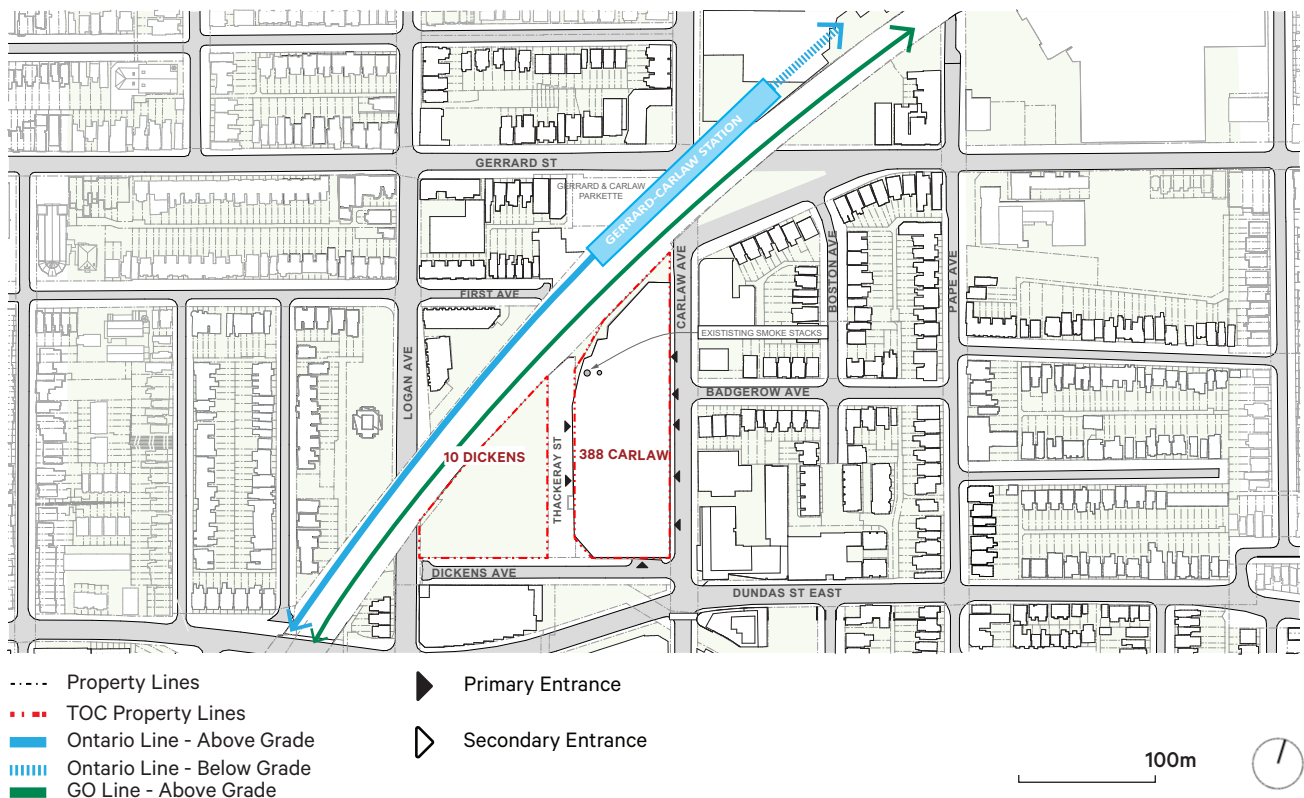 GERRARD ST
GERRARD & CARLAW
PARKETTE
GERRARD-CARLAW STATION
FIRST AVE
CARLAW AVE
BOSTON AVE
PAPE AVE
EXISTISTING SMOKE STACKS
LOGAN AVE
BADGEROW AVE
10 DICKENS
THACKERAY ST
388 CARLAW
DICKENS AVE
DUNDAS ST EAST
Property Lines
TOC Property Lines
Ontario Line - Above Grade
Ontario Line - Below Grade
GO Line - Above Grade
Primary Entrance
Secondary Entrance
100m